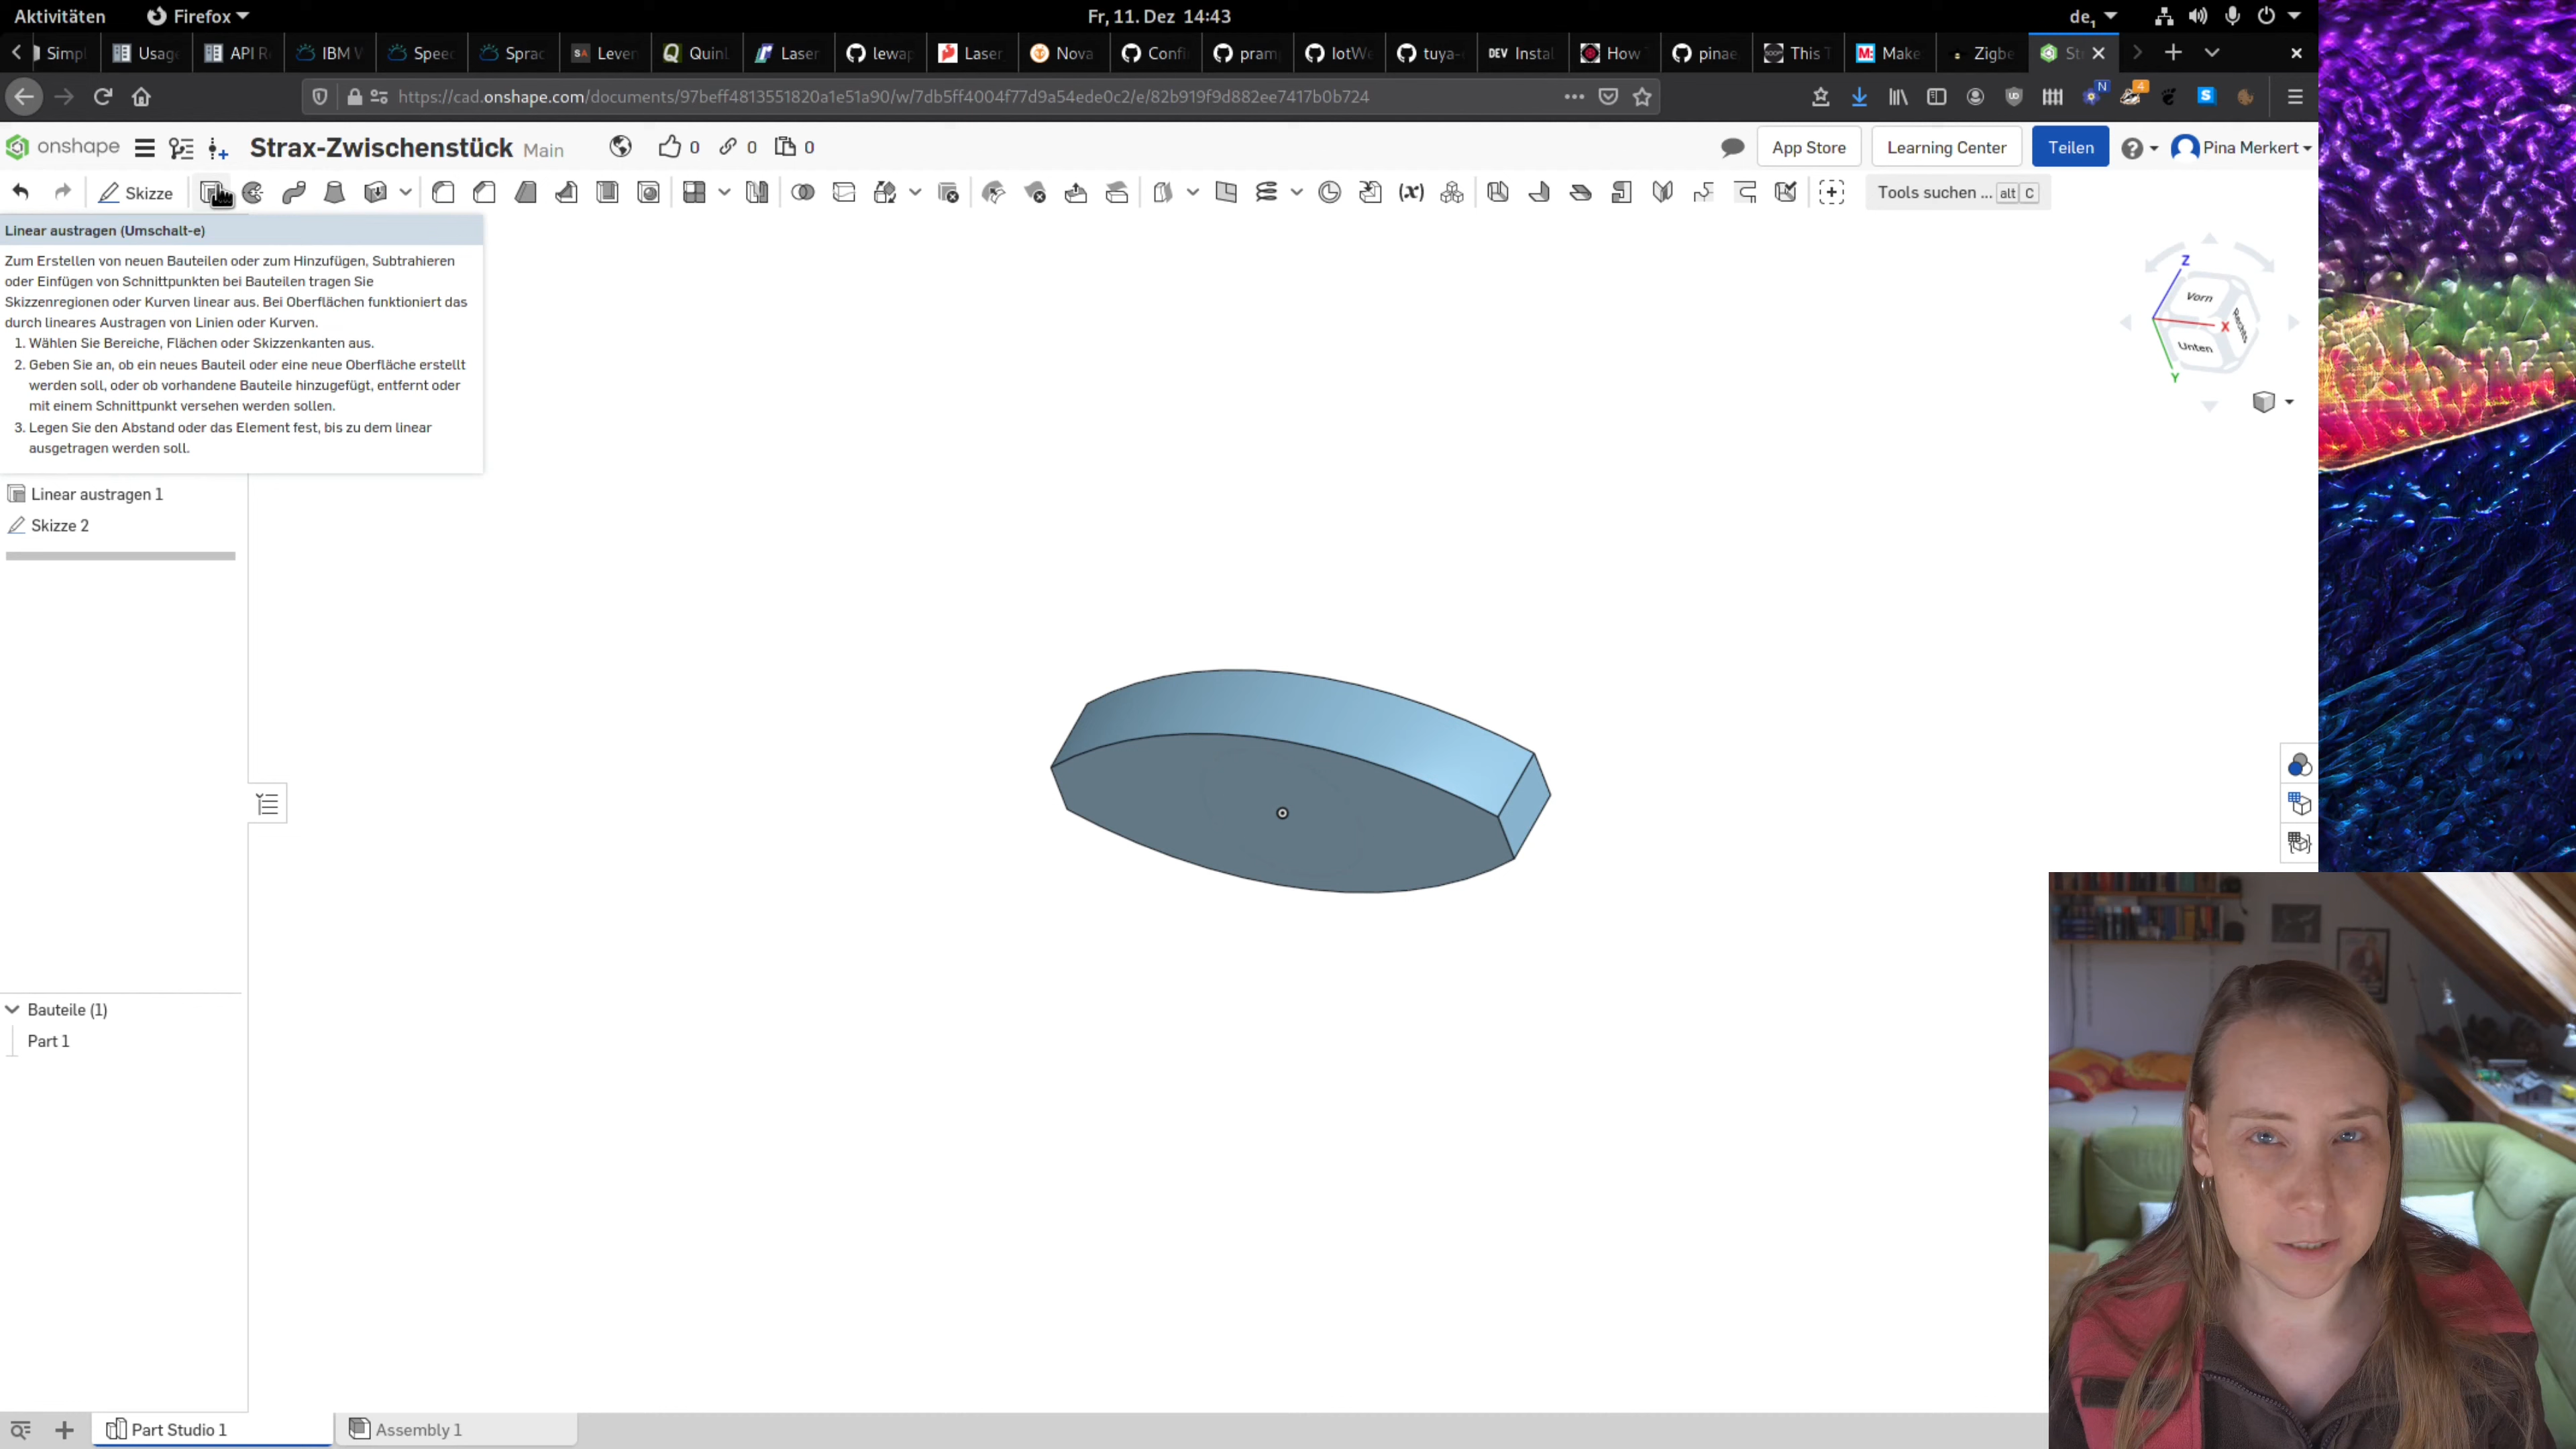 Aktivitäten
Firefox
Fr, 11. Dez 14:43
de₁
Simpl
Usag
API R
IBM W
Speec
Sprac
SA
Leven
Quinl
Laser
lewap
Laser
Nova
Confi
pram
IotWe
tuya-
DEV Instal
How
pinae
This T
M: Make
Zigbe
St
https://cad.onshape.com/documents/97beff4813551820a1e51a90/w/7db5ff4004f77d9a54ede0c2/e/82b919f9d882ee7417b0b724
N
4
S
onshape
Strax-Zwischenstück Main
0
0
0
App Store
Learning Center
Teilen
Pina Merkert
Skizze
(x)
Tools suchen ... alt C
Linear austragen (Umschalt-e)
Zum Erstellen von neuen Bauteilen oder zum Hinzufügen, Subtrahieren
oder Einfügen von Schnittpunkten bei Bauteilen tragen Sie
Skizzenregionen oder Kurven linear aus. Bei Oberflächen funktioniert das
durch lineares Austragen von Linien oder Kurven.
1. Wählen Sie Bereiche, Flächen oder Skizzenkanten aus.
2. Geben Sie an, ob ein neues Bauteil oder eine neue Oberfläche erstellt
werden soll, oder ob vorhandene Bauteile hinzugefügt, entfernt oder
mit einem Schnittpunkt versehen werden sollen.
3. Legen Sie den Abstand oder das Element fest, bis zu dem linear
ausgetragen werden soll.
Z
Vorn
Rechts
X
Unten
Y
Linear austragen 1
Skizze 2
Bauteile (1)
Part 1
Part Studio 1
Assembly 1